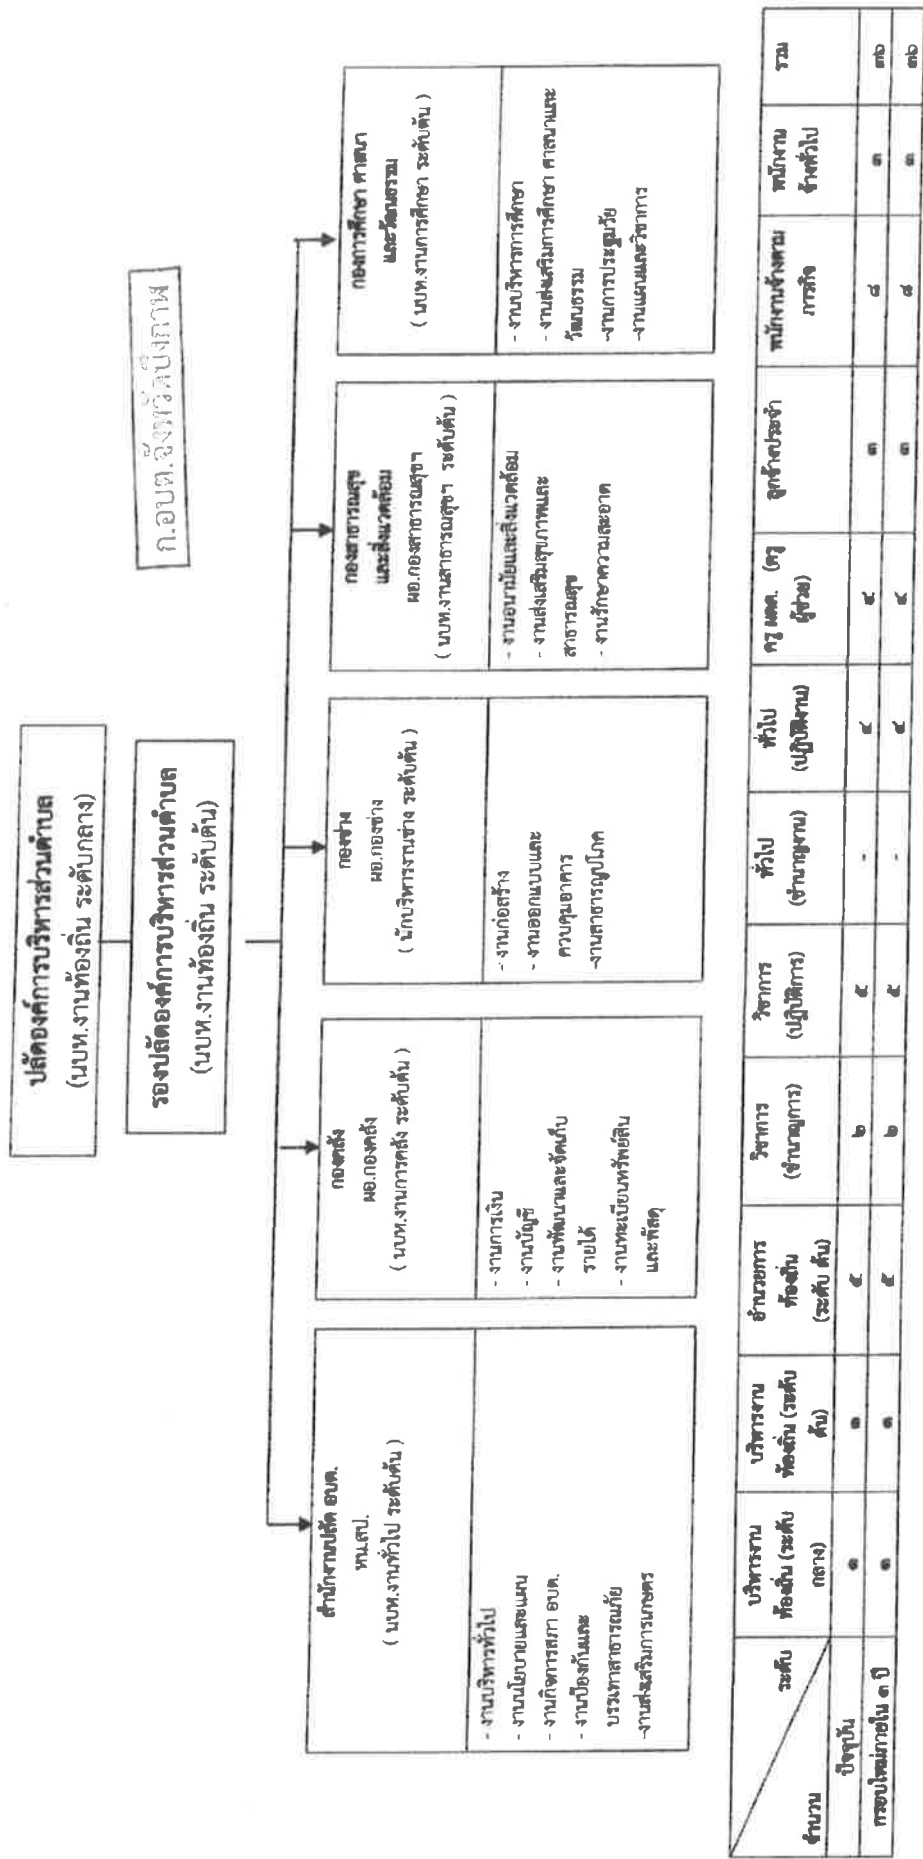 ก.อบต.จังหวัดบึงกาฬ
ปลัดองค์การบริหารส่วนตำบล
(นบห.งานท้องถิ่น ระดับกลาง)
รองปลัดองค์การบริหารส่วนตำบล
(นบห.งานท้องถิ่น ระดับต้น)
สำนักงานปลัด อบต.
หน.สป.
( นบห.งานทั่วไป ระดับต้น )
- งานบริหารทั่วไป
- งานนโยบายและแผน
- งานกิจการสภา อบต.
- งานป้องกันและ
บรรเทาสาธารณภัย
-งานส่งเสริมการเกษตร
กองคลัง
ผอ.กองคลัง
( นบห.งานการคลัง ระดับต้น )
- งานการเงิน
- งานบัญชี
- งานพัฒนาและจัดเก็บ
รายได้
- งานทะเบียนทรัพย์สิน
และพัสดุ
กองช่าง
ผอ.กองช่าง
( นักบริหารงานช่าง ระดับต้น )
- งานก่อสร้าง
- งานออกแบบและ
ควบคุมอาคาร
-งานสาธารณูปโภค
กองสาธารณสุข
และสิ่งแวดล้อม
ผอ.กองสาธารณสุขฯ
( นบห.งานสาธารณสุขฯ ระดับต้น )
- งานอนามัยและสิ่งแวดล้อม
- งานส่งเสริมสุขภาพและ
สาธารณสุข
- งานรักษาความสะอาด
กองการศึกษา ศาสนา
และวัฒนธรรม
( นบห.งานการศึกษา ระดับต้น )
- งานบริหารการศึกษา
- งานส่งเสริมการศึกษา ศาสนาและ
วัฒนธรรม
-งานการประฐมวัย
-งานแผนและวิชาการ
ระดับ
จำนวน
บริหารงาน
ท้องถิ่น (ระดับ
กลาง)
บริหารงาน
ท้องถิ่น (ระดับ
ต้น)
อำนวยการ
ท้องถิ่น
(ระดับ ต้น)
วิชาการ
(ชำนาญการ)
วิชาการ
(ปฏิบัติการ)
ทั่วไป
(ชำนาญงาน)
ทั่วไป
(ปฏิบัติงาน)
ครู ผดด. (ครู
ผู้ช่วย)
ลูกจ้างประจำ
พนักงานจ้างตาม
ภารกิจ
พนักงาน
จ้างทั่วไป
รวม
ปัจจุบัน ๑ ๑ ๕ ๒ ๕ - ๔ ๔ ๑ ๘ ๑ ๓๒
กรอบใหม่ภายใน ๓ ปี ๑ ๑ ๕ ๒ ๕ - ๔ ๔ ๑ ๘ ๑ ๓๒